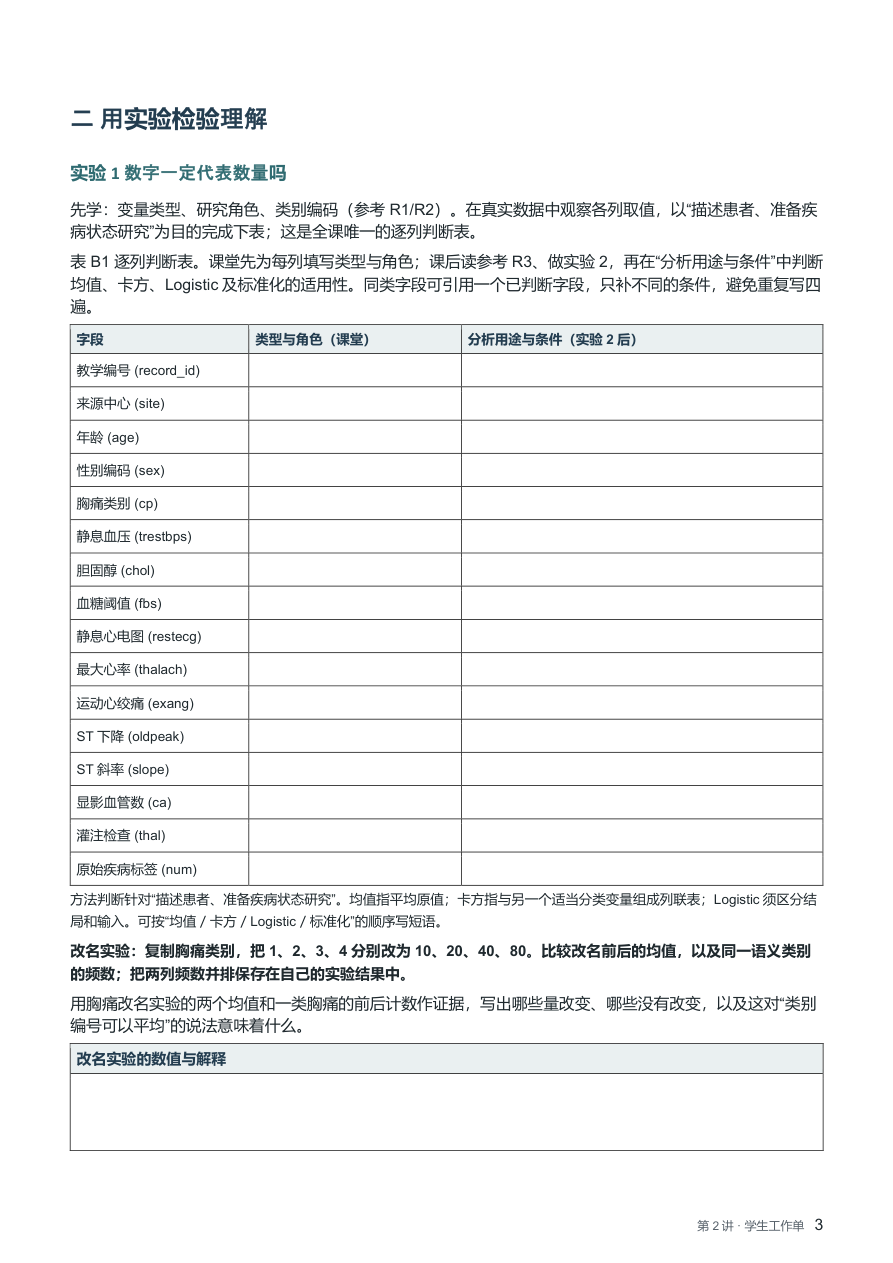 二 用实验检验理解
实验 1 数字一定代表数量吗
先学：变量类型、研究角色、类别编码（参考 R1/R2）。在真实数据中观察各列取值，以“描述患者、准备疾
病状态研究”为目的完成下表；这是全课唯一的逐列判断表。
表 B1 逐列判断表。课堂先为每列填写类型与角色；课后读参考 R3、做实验 2，再在“分析用途与条件”中判断
均值、卡方、Logistic 及标准化的适用性。同类字段可引用一个已判断字段，只补不同的条件，避免重复写四
遍。
字段 类型与角色（课堂） 分析用途与条件（实验 2 后）
教学编号 (record_id)
来源中心 (site)
年龄 (age)
性别编码 (sex)
胸痛类别 (cp)
静息血压 (trestbps)
胆固醇 (chol)
血糖阈值 (fbs)
静息心电图 (restecg)
最大心率 (thalach)
运动心绞痛 (exang)
ST 下降 (oldpeak)
ST 斜率 (slope)
显影血管数 (ca)
灌注检查 (thal)
原始疾病标签 (num)
方法判断针对“描述患者、准备疾病状态研究”。均值指平均原值；卡方指与另一个适当分类变量组成列联表；Logistic 须区分结
局和输入。可按“均值 / 卡方 / Logistic / 标准化”的顺序写短语。
改名实验：复制胸痛类别，把 1、2、3、4 分别改为 10、20、40、80。比较改名前后的均值，以及同一语义类别
的频数；把两列频数并排保存在自己的实验结果中。
用胸痛改名实验的两个均值和一类胸痛的前后计数作证据，写出哪些量改变、哪些没有改变，以及这对“类别
编号可以平均”的说法意味着什么。
改名实验的数值与解释
第 2 讲 · 学生工作单 3